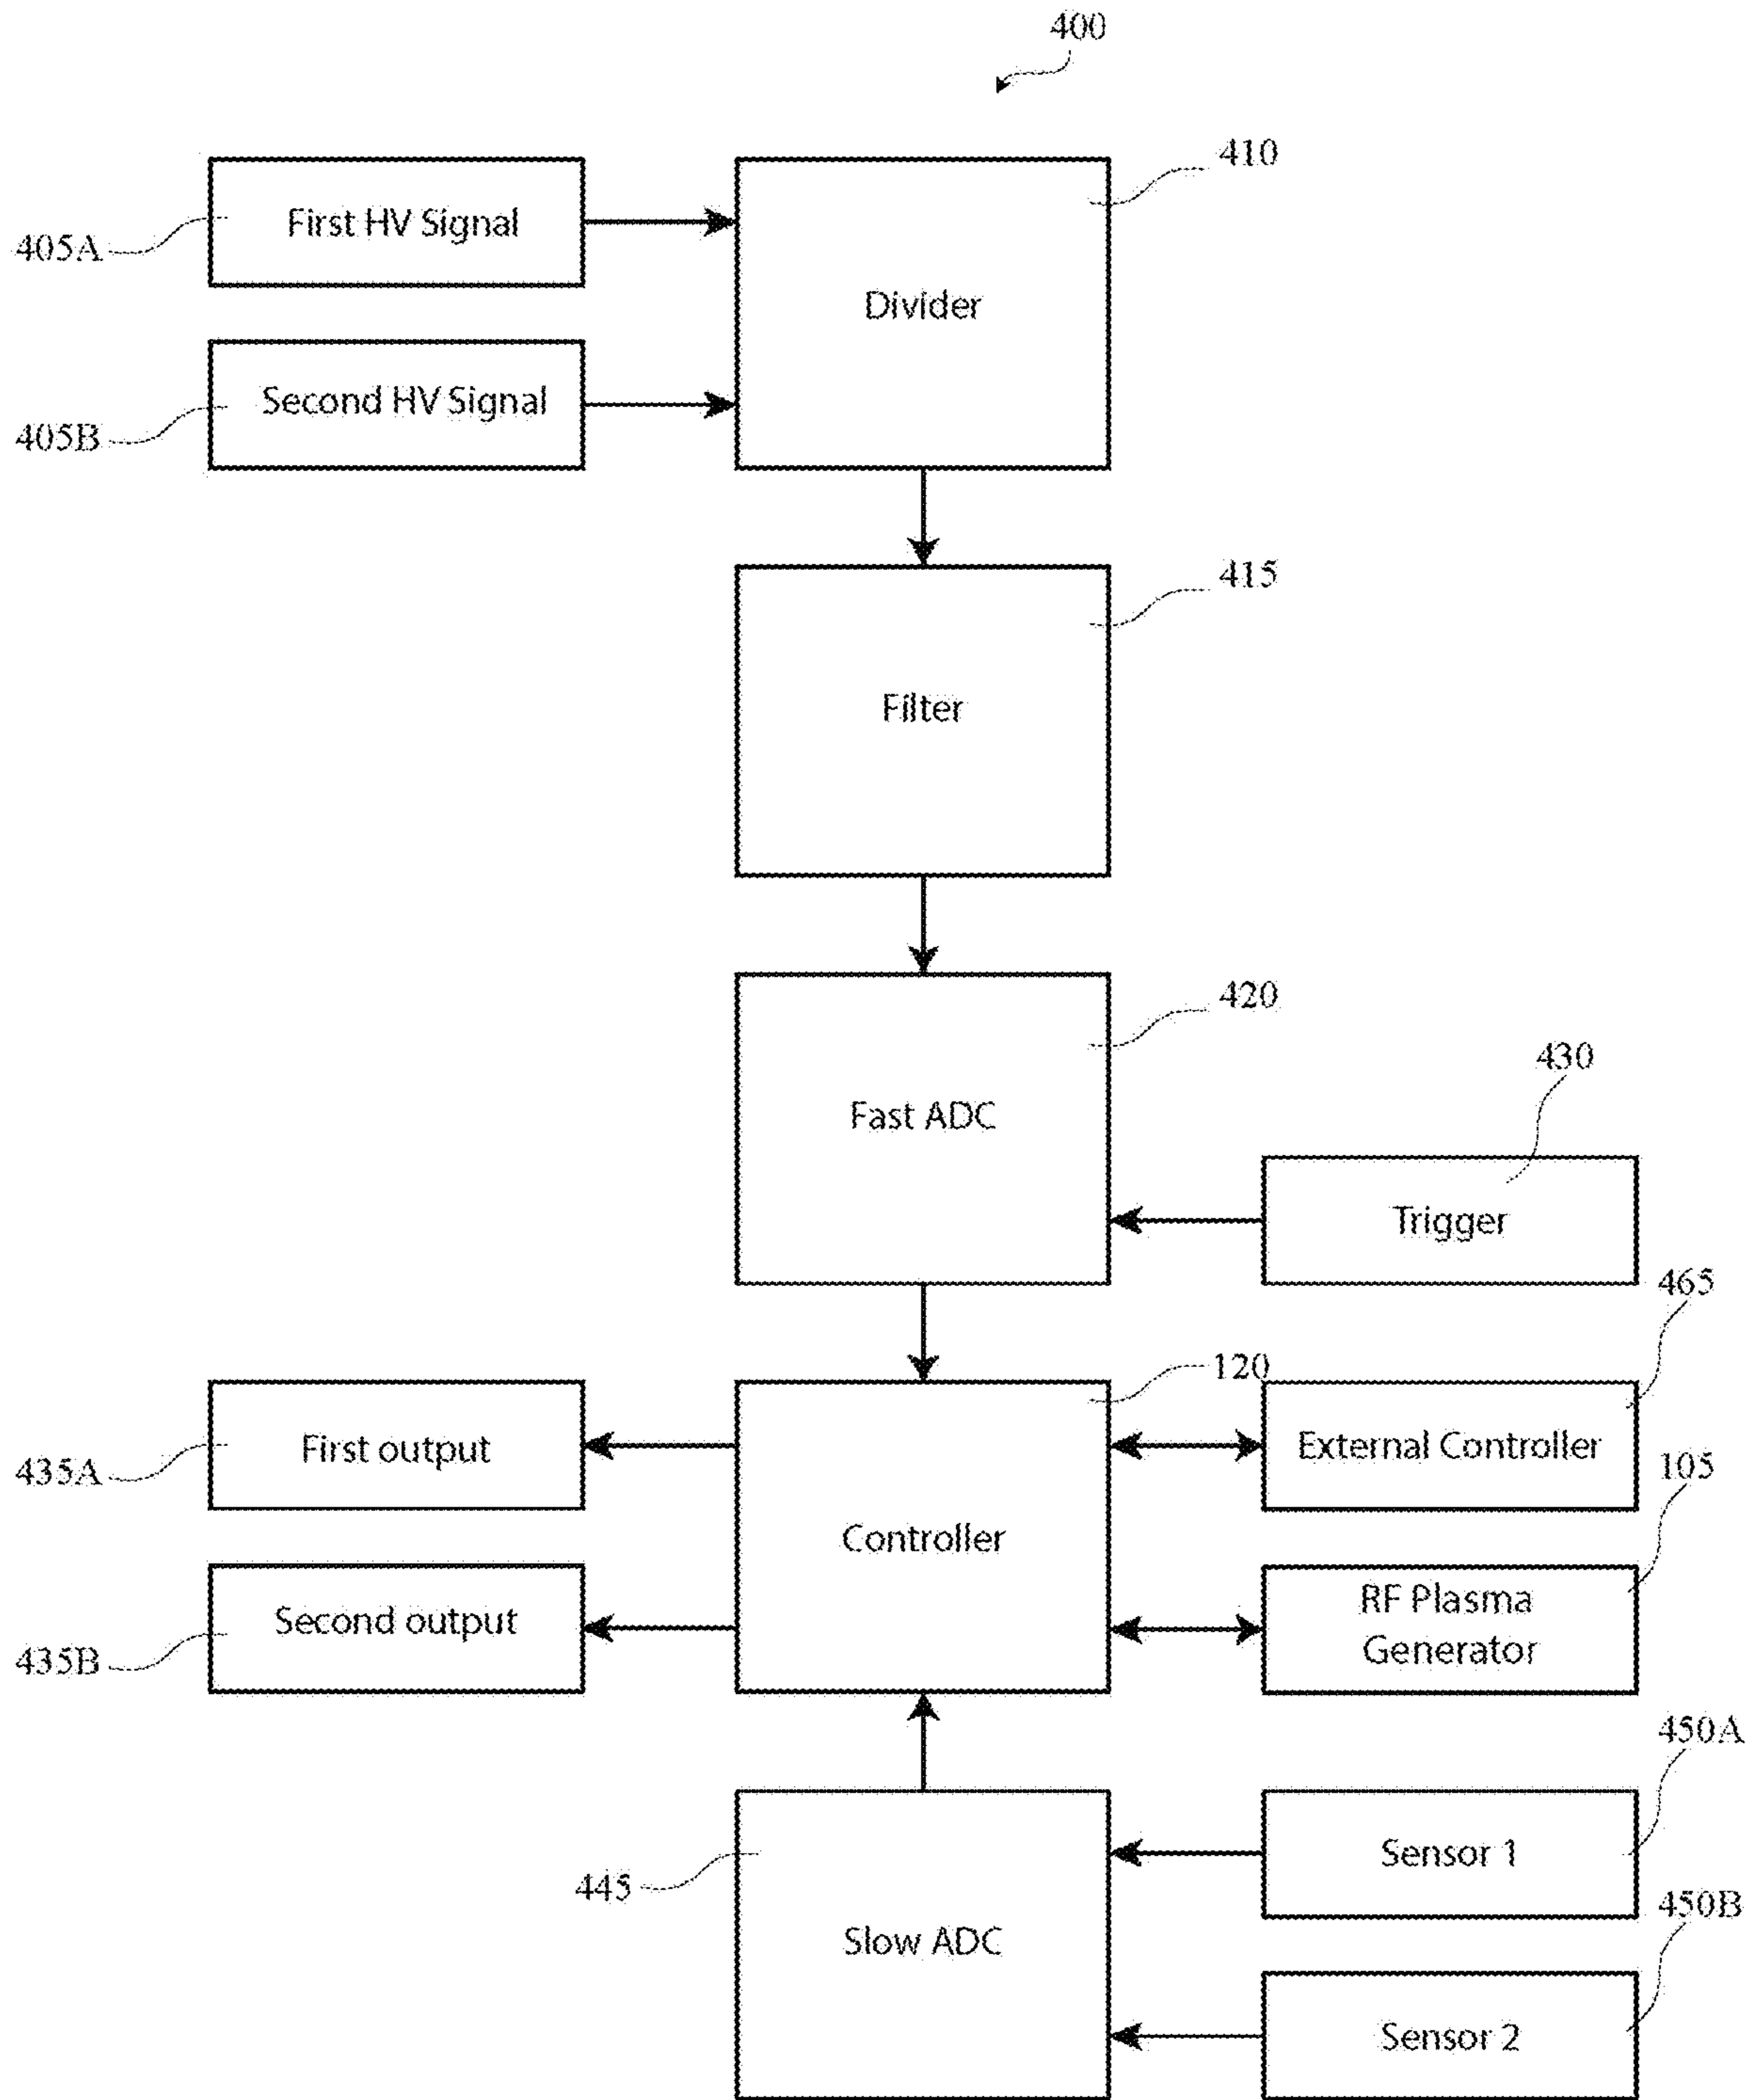 400
First HV Signal
405A
Second HV Signal
405B
Divider
410
Filter
415
Fast ADC
420
430
Trigger
465
120
First output
435A
External Controller
105
Controller
Second output
435B
RF Plasma
Generator
450A
445
Sensor 1
Slow ADC
450B
Sensor 2